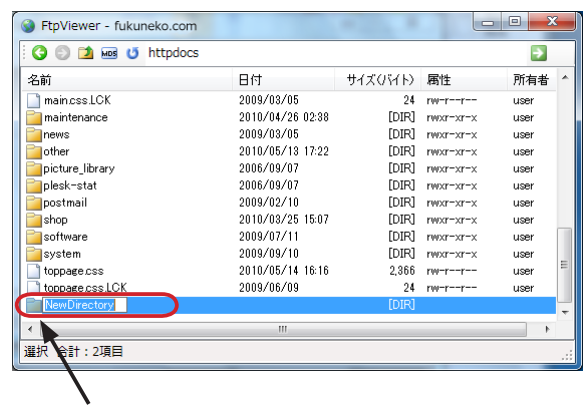 FtpViewer - fukuneko.com
MD5 httpdocs
名前 日付 サイズ(バイト) 属性 所有者
main.css.LCK 2009/03/05 24 rw-r--r-- user
maintenance 2010/04/26 02:38 [DIR] rwxr-xr-x user
news 2009/03/05 [DIR] rwxr-xr-x user
other 2010/05/13 17:22 [DIR] rwxr-xr-x user
picture_library 2006/09/07 [DIR] rwxr-xr-x user
plesk-stat 2006/09/07 [DIR] rwxr-xr-x user
postmail 2009/02/10 [DIR] rwxr-xr-x user
shop 2010/03/25 15:07 [DIR] rwxr-xr-x user
software 2009/07/11 [DIR] rwxr-xr-x user
system 2009/09/10 [DIR] rwxr-xr-x user
toppage.css 2010/05/14 16:16 2,366 rw-r--r-- user
toppage.css.LCK 2009/06/09 24 rw-r--r-- user
NewDirectory [DIR]
選択 合計:2項目